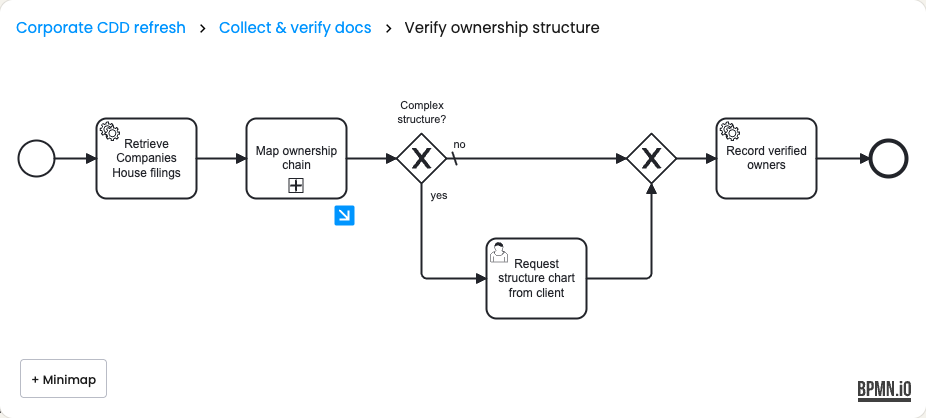 Corporate CDD refresh > Collect & verify docs > Verify ownership structure
Complex
structure?
Retrieve
Companies
House filings
Map ownership
chain
no
yes
Request
structure chart
from client
Record verified
owners
+ Minimap
BPMN.iO